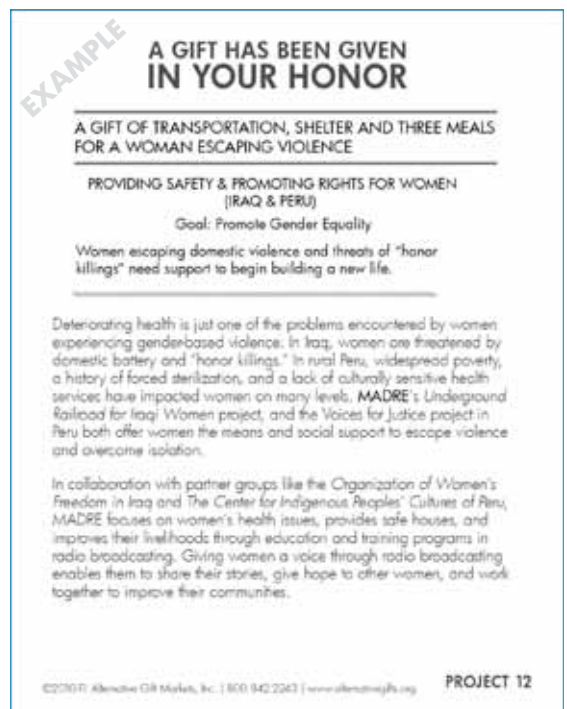 EXAMPLE
A GIFT HAS BEEN GIVEN
IN YOUR HONOR
A GIFT OF TRANSPORTATION, SHELTER AND THREE MEALS
FOR A WOMAN ESCAPING VIOLENCE
PROVIDING SAFETY & PROMOTING RIGHTS FOR WOMEN
(IRAQ & PERU)
Goal: Promote Gender Equality
Women escaping domestic violence and threats of "honor
killings" need support to begin building a new life.
Deteriorating health is just one of the problems encountered by women
experiencing gender-based violence. In Iraq, women are threatened by
domestic battery and "honor killings." In rural Peru, widespread poverty,
a history of forced sterilization, and a lack of culturally sensitive health
services have impacted women on many levels. MADRE's Underground
Railroad for Iraqi Women project, and the Voices for Justice project in
Peru both offer women the means and social support to escape violence
and overcome isolation.
In collaboration with partner groups like the Organization of Women's
Freedom in Iraq and The Center for Indigenous Peoples' Cultures of Peru,
MADRE focuses on women's health issues, provides safe houses, and
improves their livelihoods through education and training programs in
radio broadcasting. Giving women a voice through radio broadcasting
enables them to share their stories, give hope to other women, and work
together to improve their communities.
Alternative Gift Markets, Inc. | 800.842.2243 | www.alternativegifts.org
PROJECT 12